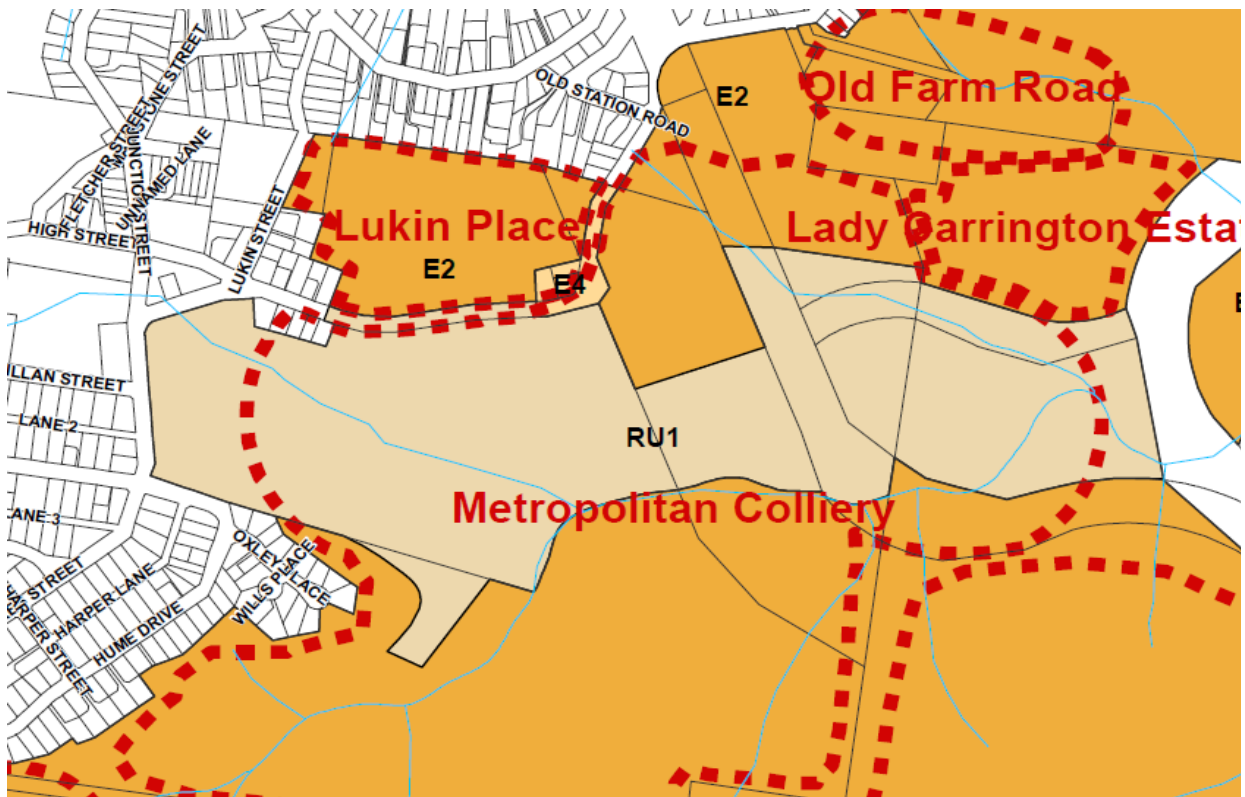 OLD STATION ROAD
E2
Old Farm Road
FLETCHER STREET
JUNCTION STREET
UNNAMED LANE
HIGH STREET
LUKIN STREET
Lukin Place
E2
E4
Lady Carrington Estat
E
ILLAN STREET
LANE 2
RU1
Metropolitan Colliery
LANE 3
OXLEY PLACE
WILLS PLACE
STREET
HARPER LANE
HARPER STREET
HUME DRIVE